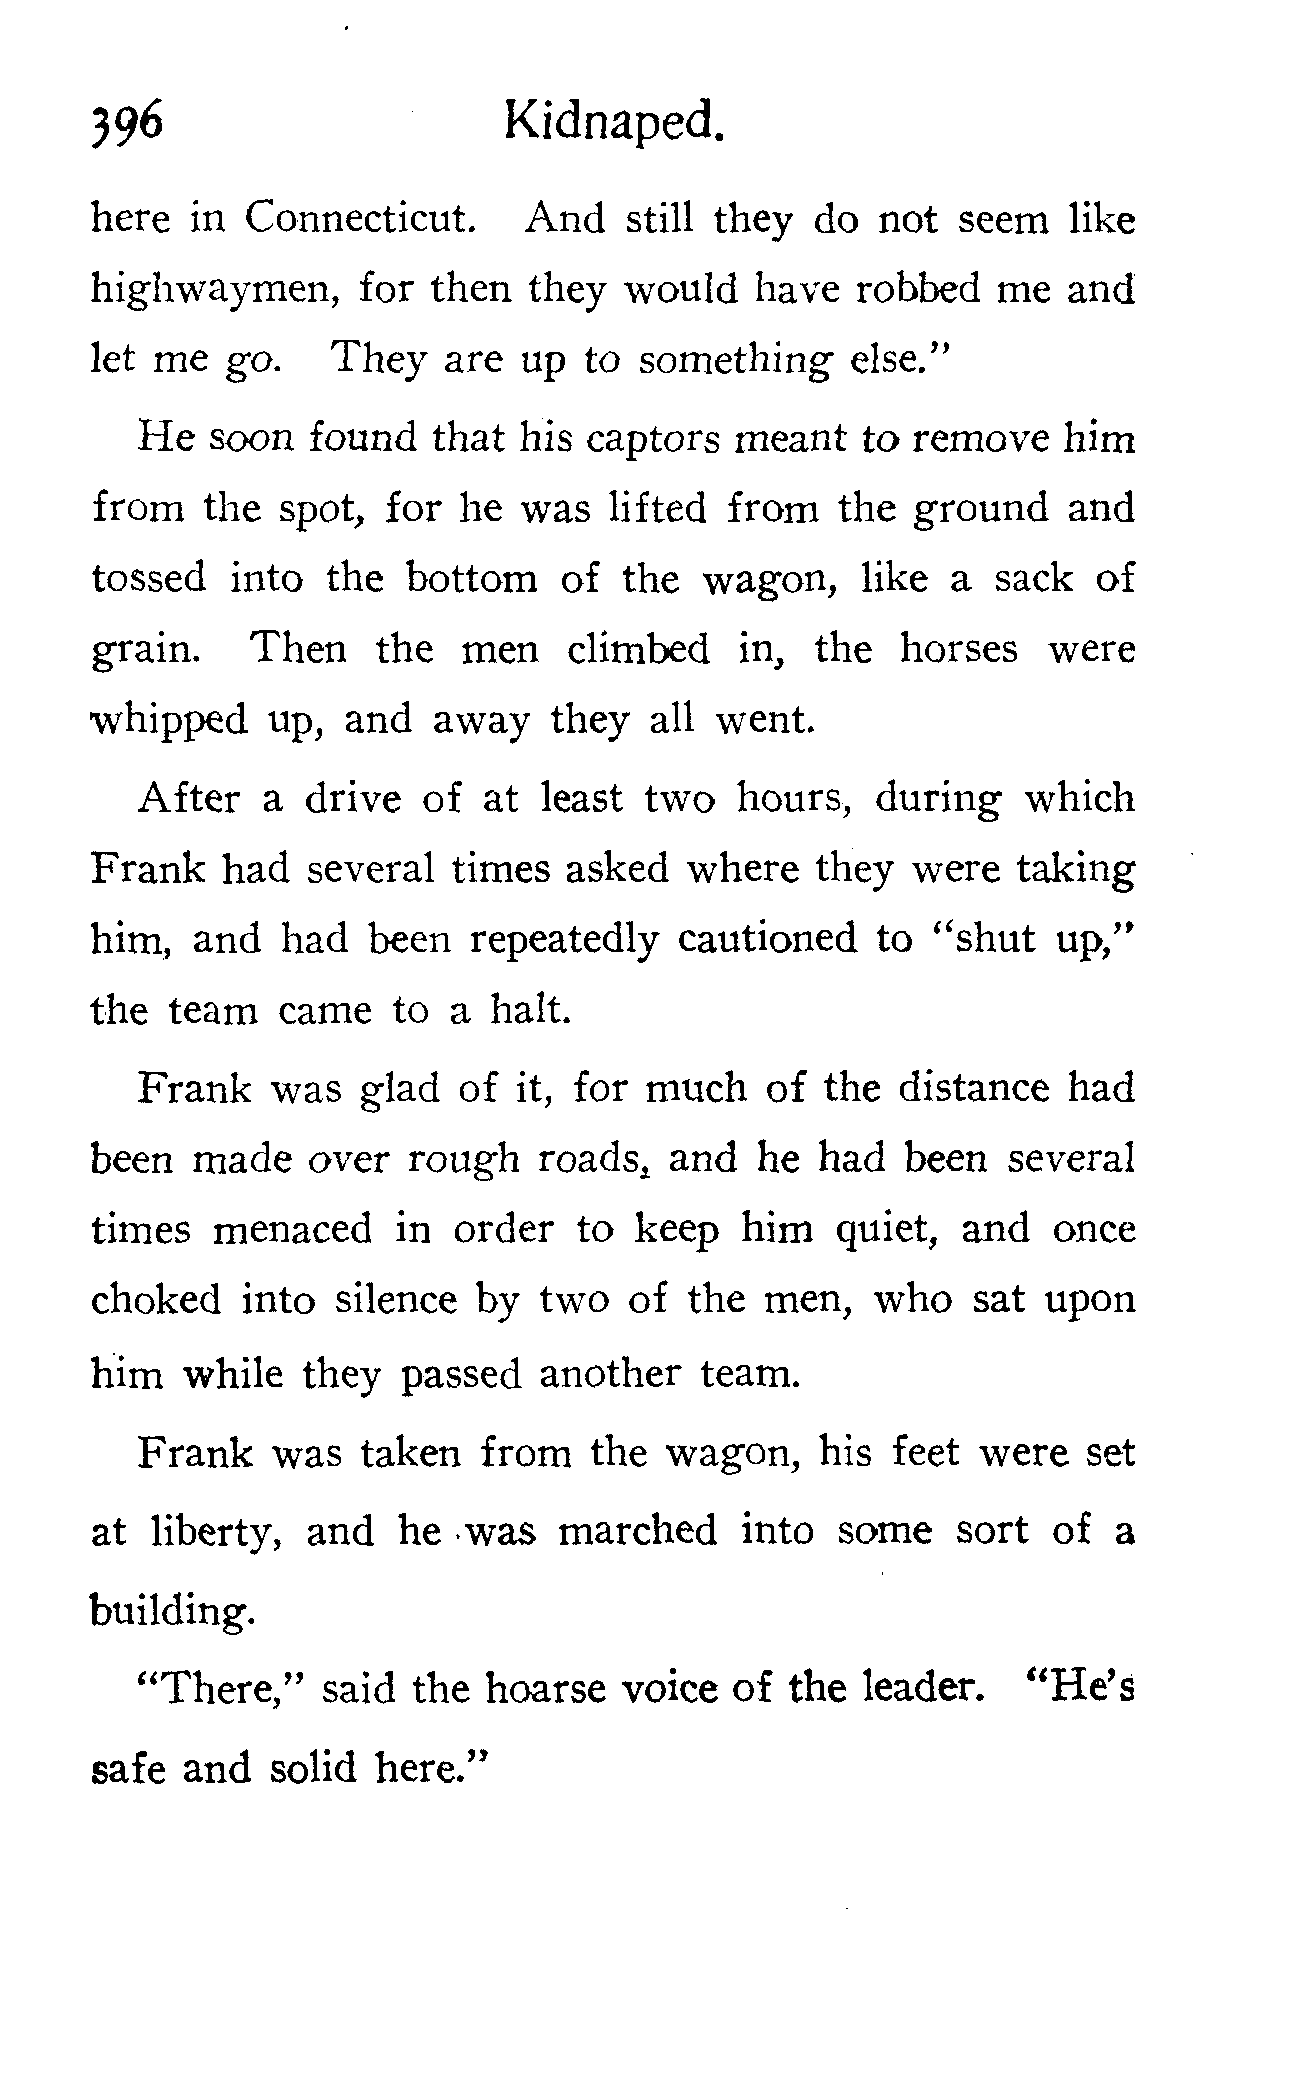 396 Kidnaped.
here in Connecticut. And still they do not seem like
highwaymen, for then they would have robbed me and
let me go. They are up to something else."
He soon found that his captors meant to remove him
from the spot, for he was lifted from the ground and
tossed into the bottom of the wagon, like a sack of
grain. Then the men climbed in, the horses were
whipped up, and away they all went.
After a drive of at least two hours, during which
Frank had several times asked where they were taking
him, and had been repeatedly cautioned to "shut up,"
the team came to a halt.
Frank was glad of it, for much of the distance had
been made over rough roads, and he had been several
times menaced in order to keep him quiet, and once
choked into silence by two of the men, who sat upon
him while they passed another team.
Frank was taken from the wagon, his feet were set
at liberty, and he was marched into some sort of a
building.
"There," said the hoarse voice of the leader. "He's
safe and solid here."